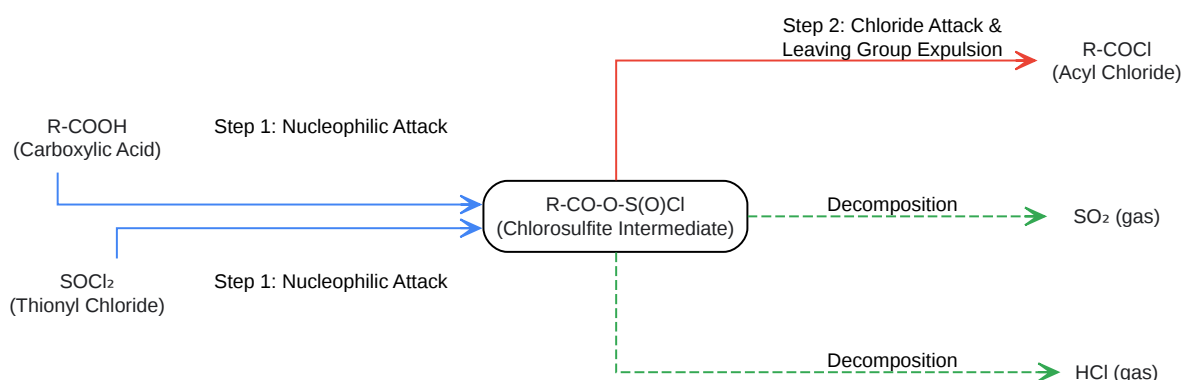 Step 2: Chloride Attack &
Leaving Group Expulsion
R-COCl
(Acyl Chloride)
R-COOH
(Carboxylic Acid)
Step 1: Nucleophilic Attack
R-CO-O-S(O)Cl
(Chlorosulfite Intermediate)
Decomposition
SO₂ (gas)
SOCl₂
(Thionyl Chloride)
Step 1: Nucleophilic Attack
Decomposition
HCl (gas)